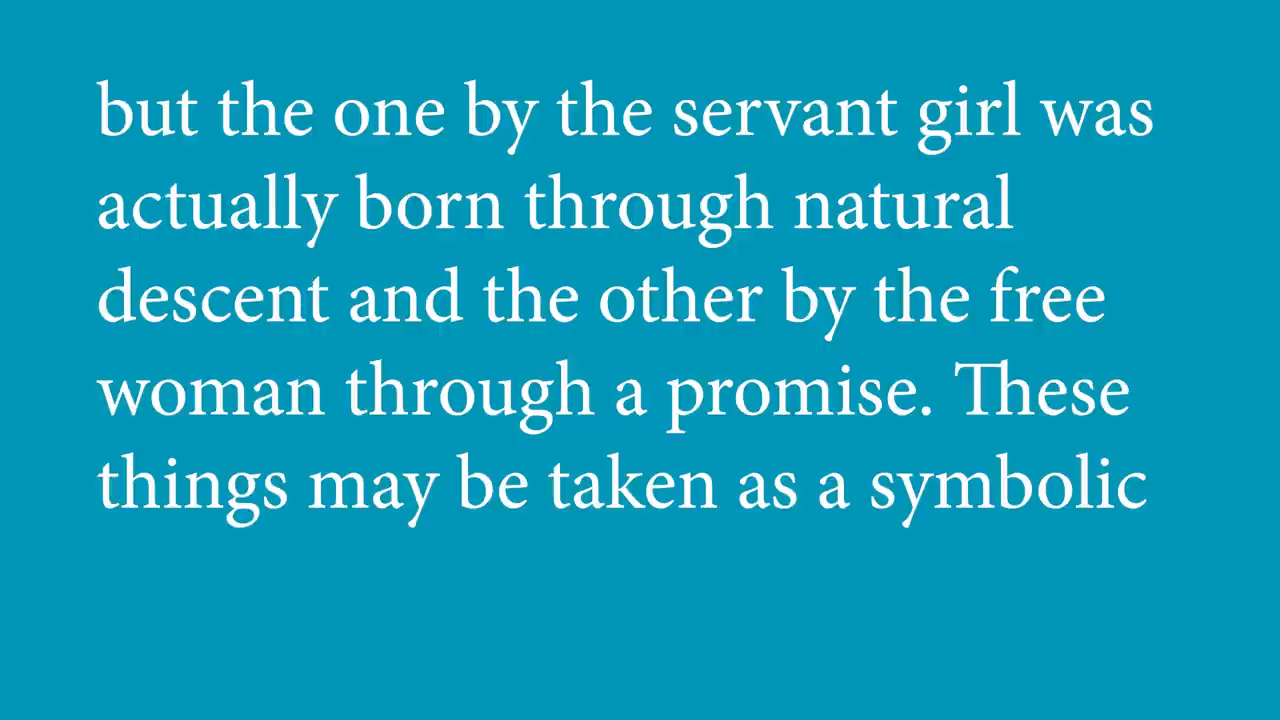 but the one by the servant girl was
actually born through natural
descent and the other by the free
woman through a promise. These
things may be taken as a symbolic